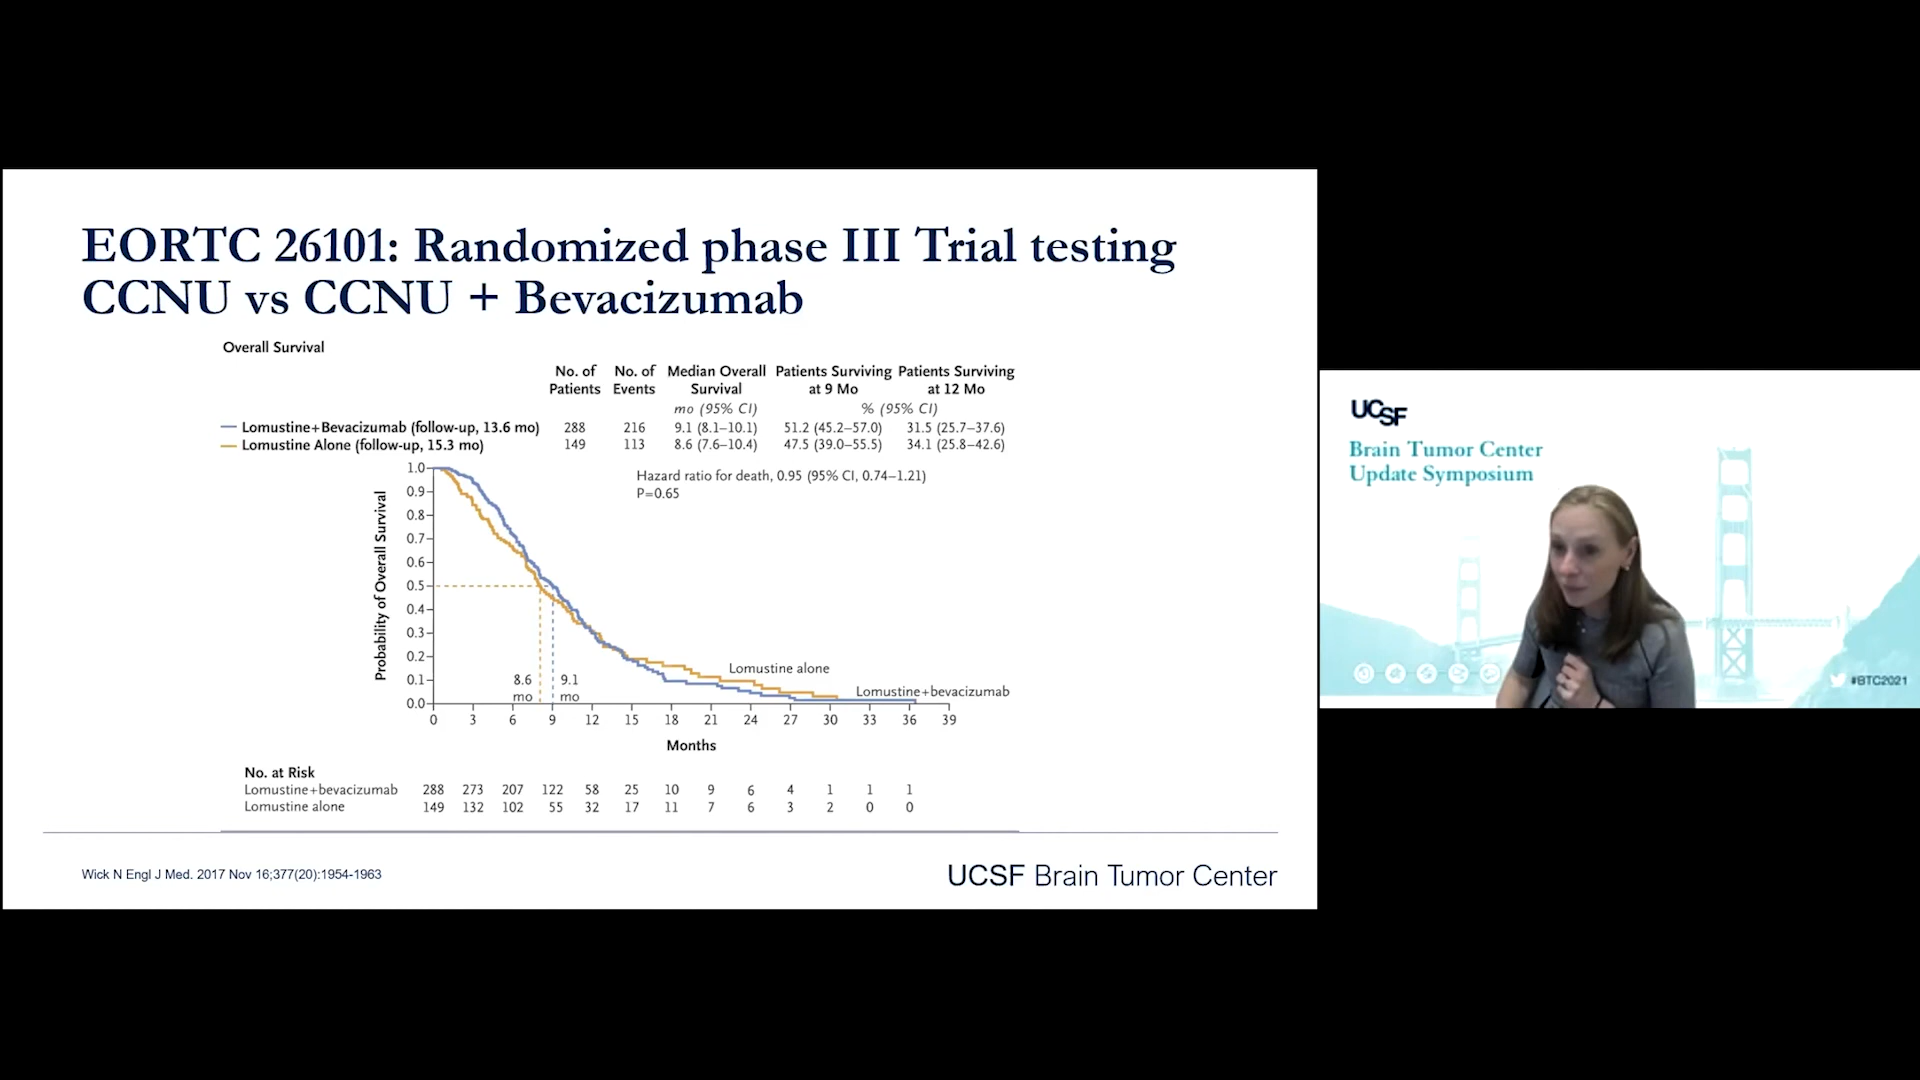 EORTC 26101: Randomized phase III Trial testing
CCNU vs CCNU + Bevacizumab
Overall Survival
No. of Patients No. of Events Median Overall Survival Patients Surviving at 9 Mo Patients Surviving at 12 Mo
mo (95% CI) % (95% CI)
Lomustine+Bevacizumab (follow-up, 13.6 mo) 288 216 9.1 (8.1–10.1) 51.2 (45.2–57.0) 31.5 (25.7–37.6)
Lomustine Alone (follow-up, 15.3 mo) 149 113 8.6 (7.6–10.4) 47.5 (39.0–55.5) 34.1 (25.8–42.6)
Hazard ratio for death, 0.95 (95% CI, 0.74–1.21)
P=0.65
Probability of Overall Survival
1.0
0.9
0.8
0.7
0.6
0.5
0.4
0.3
0.2
0.1
0.0
8.6 mo
9.1 mo
Lomustine alone
Lomustine+bevacizumab
0 3 6 9 12 15 18 21 24 27 30 33 36 39
Months
No. at Risk
Lomustine+bevacizumab 288 273 207 122 58 25 10 9 6 4 1 1 1
Lomustine alone 149 132 102 55 32 17 11 7 6 3 2 0 0
Wick N Engl J Med. 2017 Nov 16;377(20):1954-1963
UCSF Brain Tumor Center
UCSF
Brain Tumor Center
Update Symposium
#BTC2021